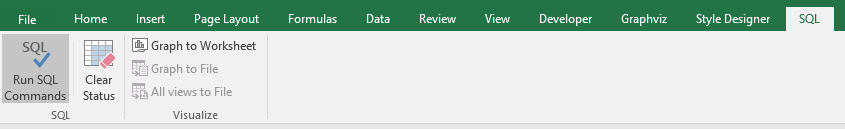 File Home Insert Page Layout Formulas Data Review View Developer Graphviz Style Designer SQL
SQL
Run SQL
Commands
Clear
Status
Graph to Worksheet
Graph to File
All views to File
SQL
Visualize